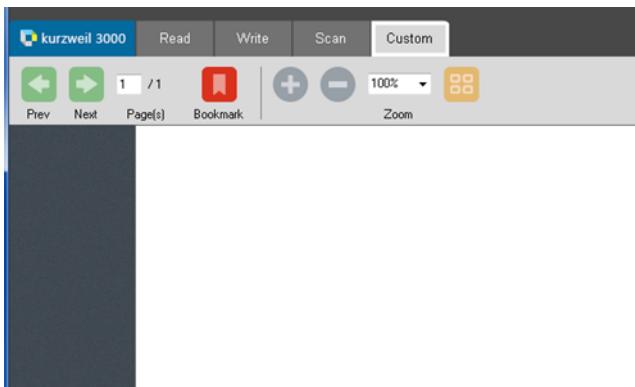 kurzweil 3000 Read Write Scan Custom
1 /1 100%
Prev Next Page(s) Bookmark Zoom